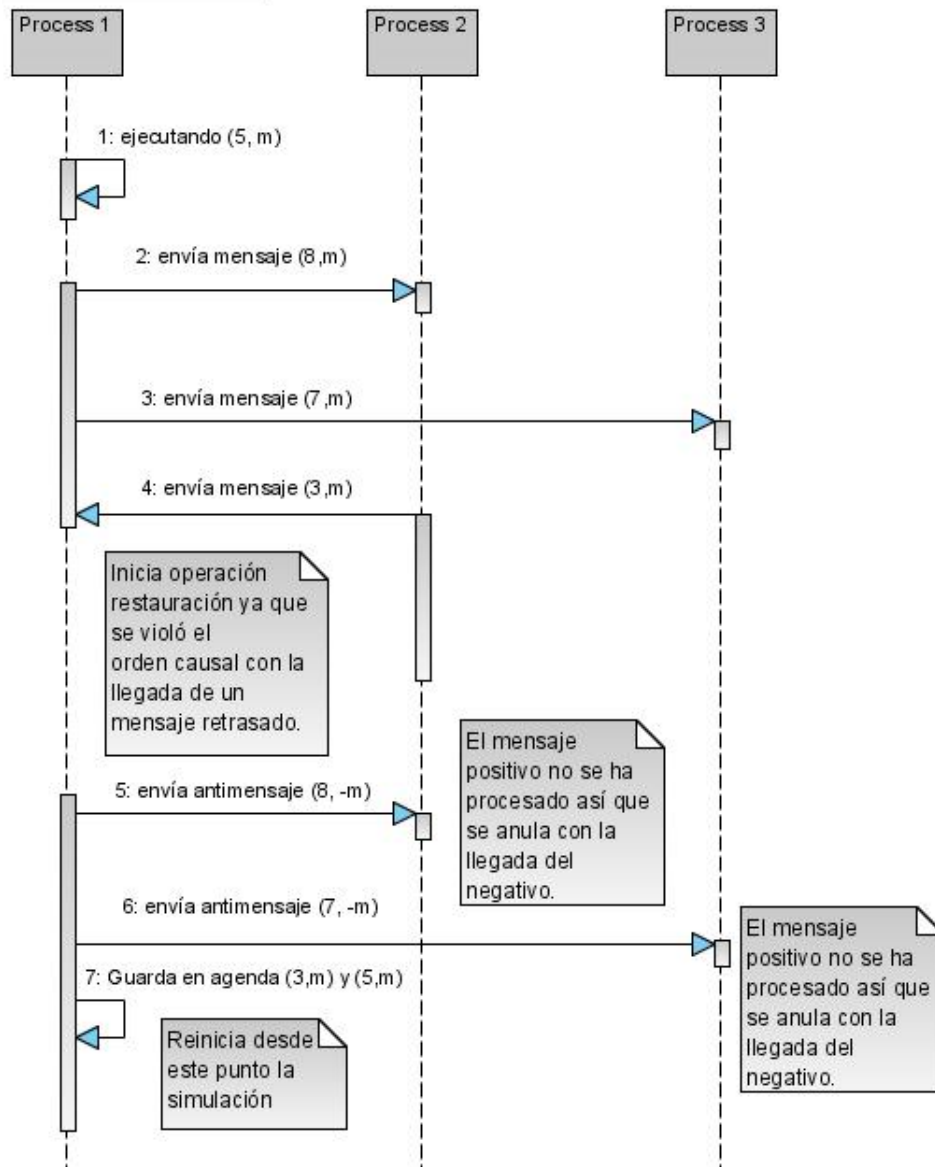 Process 1
Process 2
Process 3
1: ejecutando (5, m)
2: envía mensaje (8,m)
3: envía mensaje (7,m)
4: envía mensaje (3,m)
Inicia operación
restauración ya que
se violó el
orden causal con la
llegada de un
mensaje retrasado.
El mensaje
positivo no se ha
procesado así que
se anula con la
llegada del
negativo.
5: envía antimensaje (8, -m)
6: envía antimensaje (7, -m)
El mensaje
positivo no se ha
procesado así que
se anula con la
llegada del
negativo.
7: Guarda en agenda (3,m) y (5,m)
Reinicia desde
este punto la
simulación